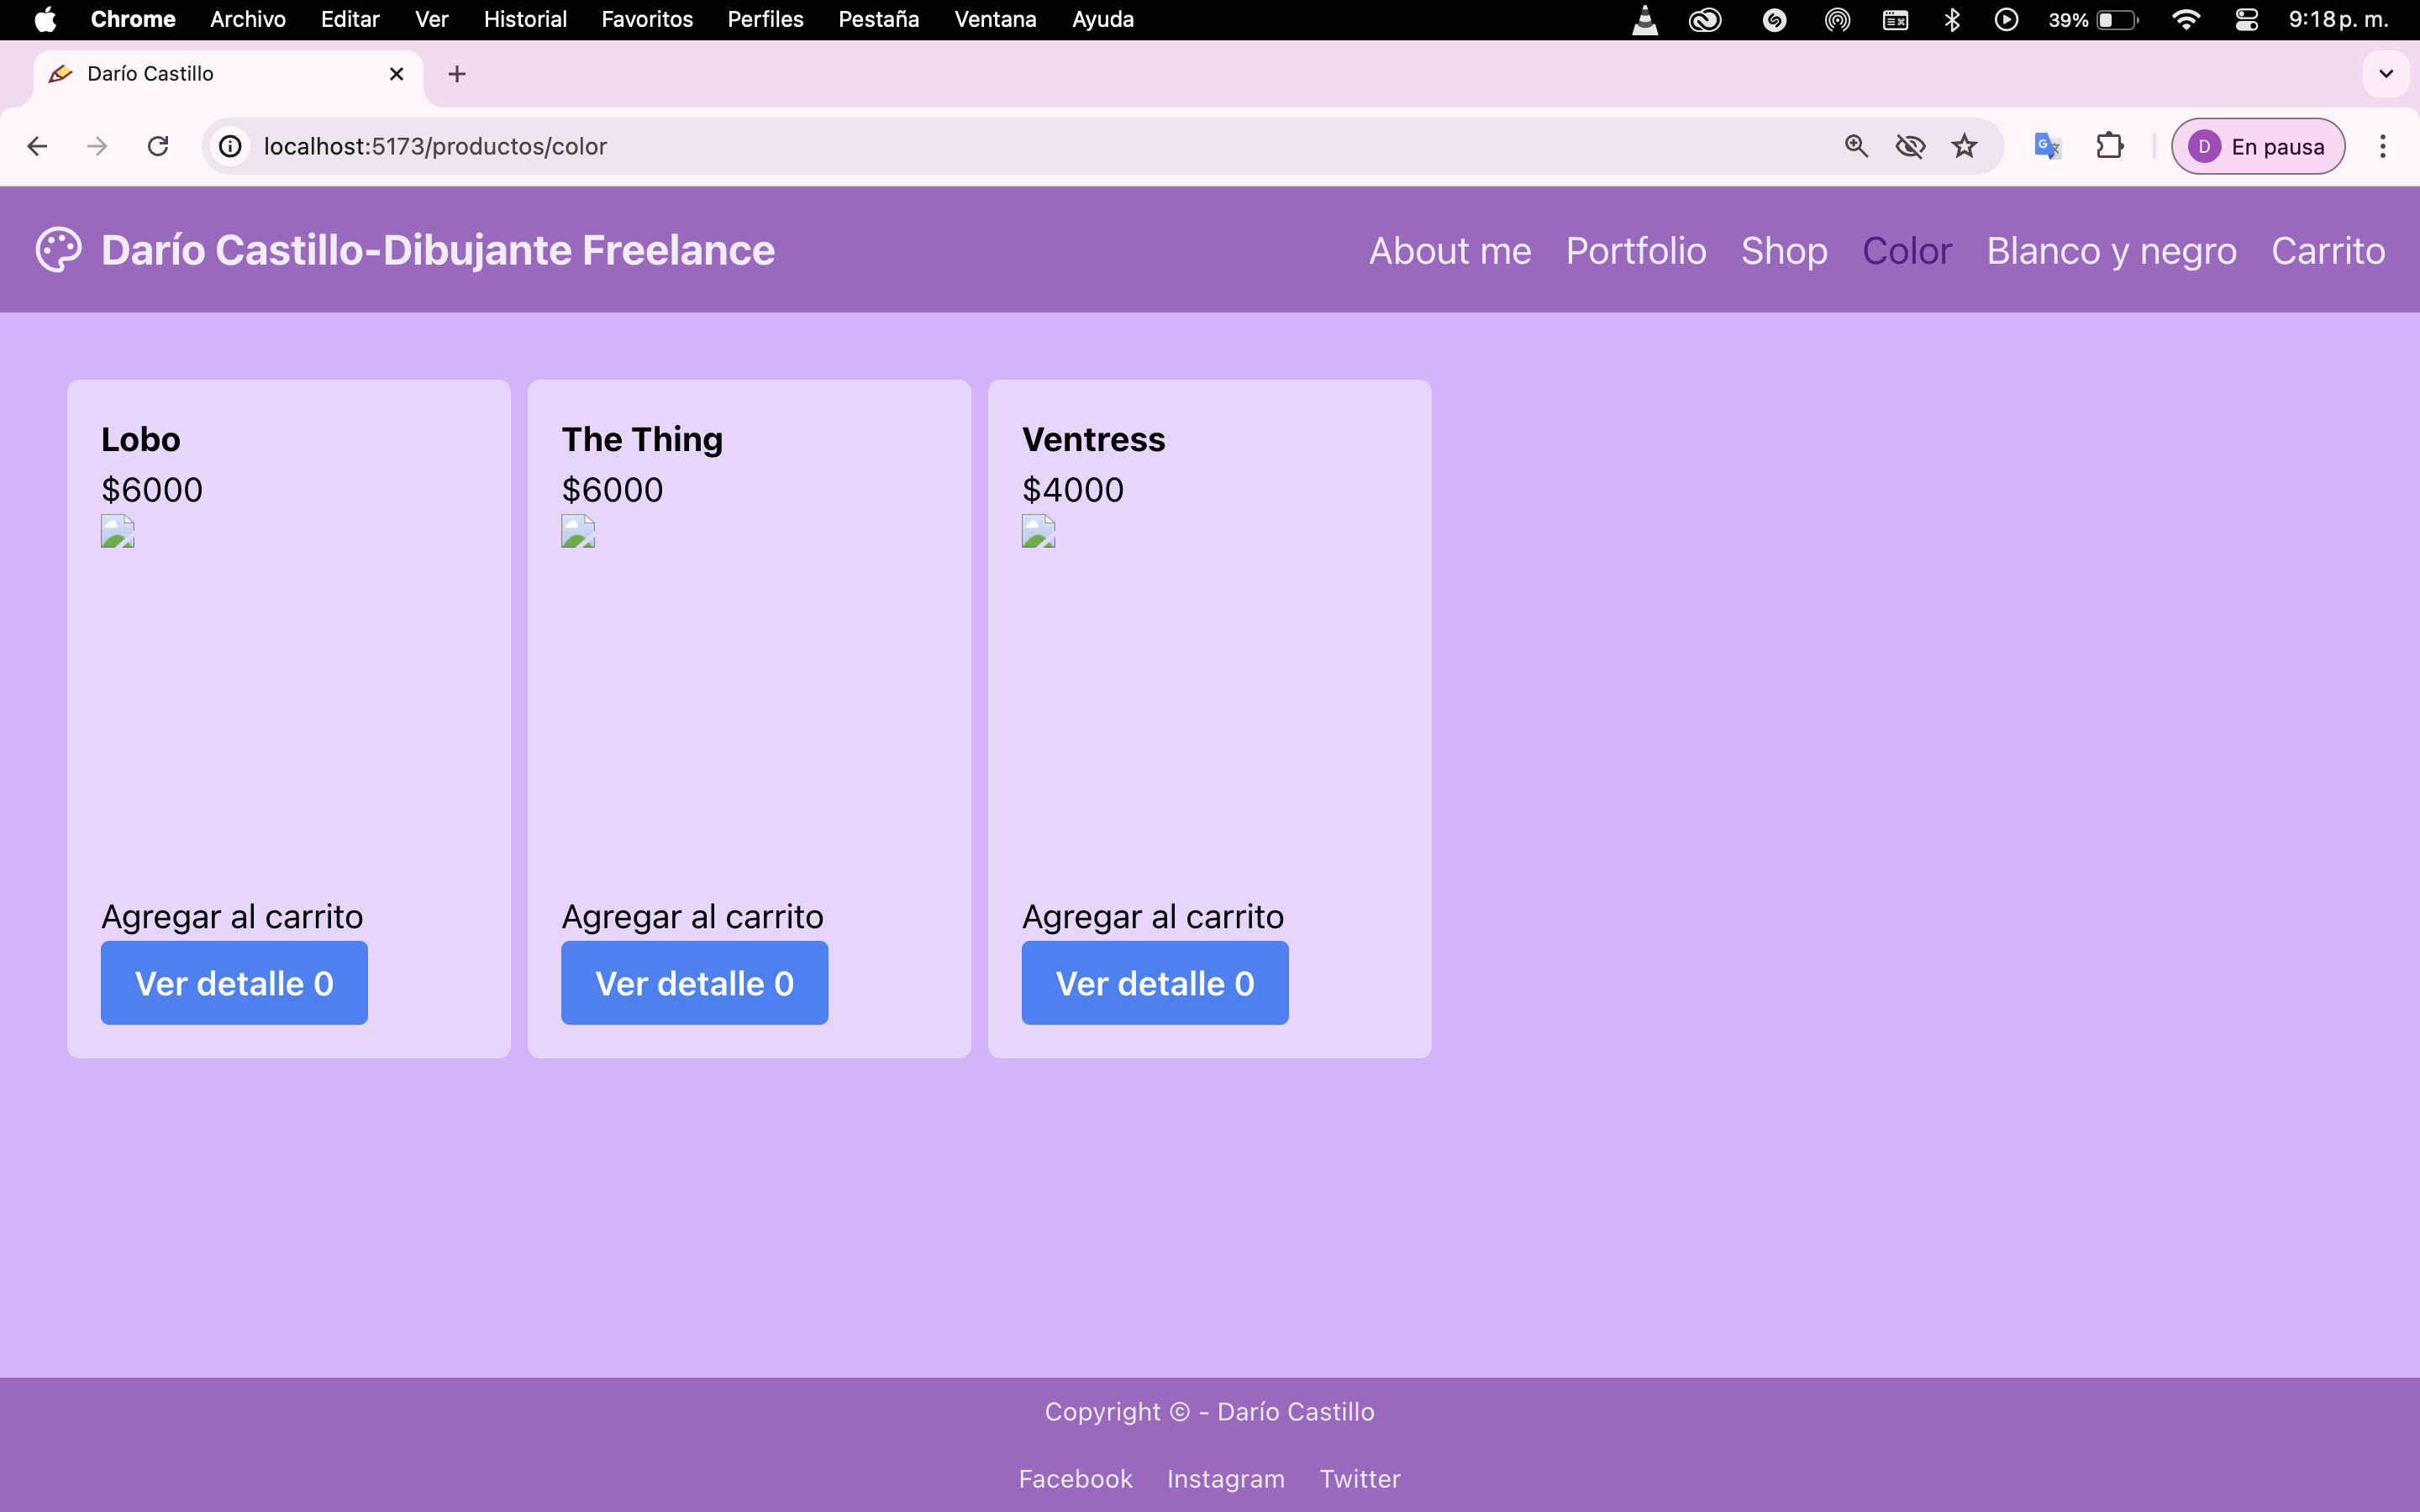 Chrome Archivo Editar Ver Historial Favoritos Perfiles Pestaña Ventana Ayuda 39% 9:18 p. m.
Darío Castillo
localhost:5173/productos/color D En pausa
Darío Castillo-Dibujante Freelance About me Portfolio Shop Color Blanco y negro Carrito
Lobo
$6000
Agregar al carrito
Ver detalle 0
The Thing
$6000
Agregar al carrito
Ver detalle 0
Ventress
$4000
Agregar al carrito
Ver detalle 0
Copyright © - Darío Castillo
Facebook Instagram Twitter